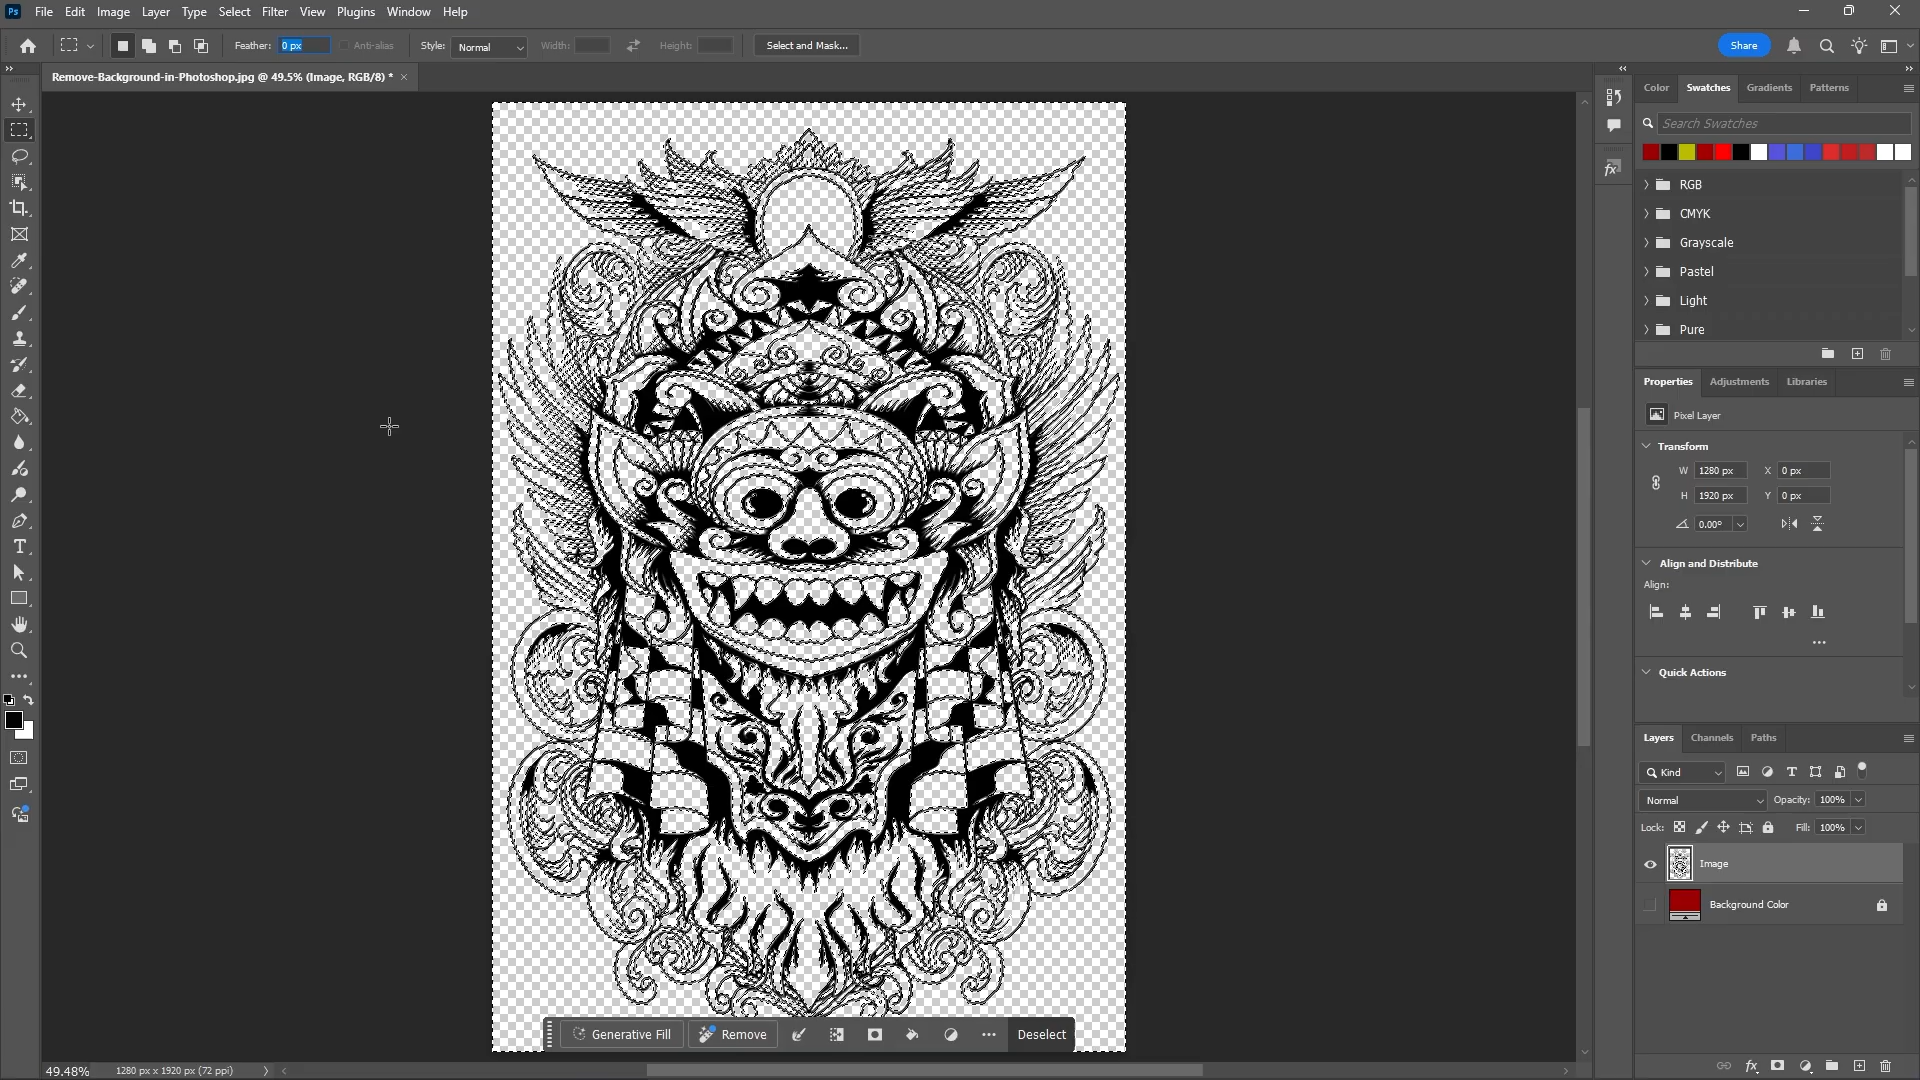 Ps File Edit Image Layer Type Select Filter View Plugins Window Help
Feather: 0 px Anti-alias Style: Normal Width: Height: Select and Mask... Share
Remove-Background-in-Photoshop.jpg @ 49.5% (Image, RGB/8) * ×
Color Swatches Gradients Patterns
Search Swatches
RGB
CMYK
Grayscale
Pastel
Light
Pure
Properties Adjustments Libraries
Pixel Layer
Transform
W 1280 px X 0 px
H 1920 px Y 0 px
0.00°
Align and Distribute
Align:
Quick Actions
Layers Channels Paths
Kind
Normal Opacity: 100%
Lock: Fill: 100%
Image
Background Color
Generative Fill Remove Deselect
49.48% 1280 px x 1920 px (72 ppi)